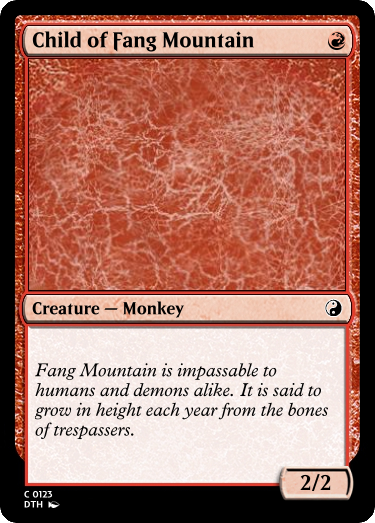 Child of Fang Mountain
Creature — Monkey
Fang Mountain is impassable to
humans and demons alike. It is said to
grow in height each year from the bones
of trespassers.
2/2
C 0123
DTH